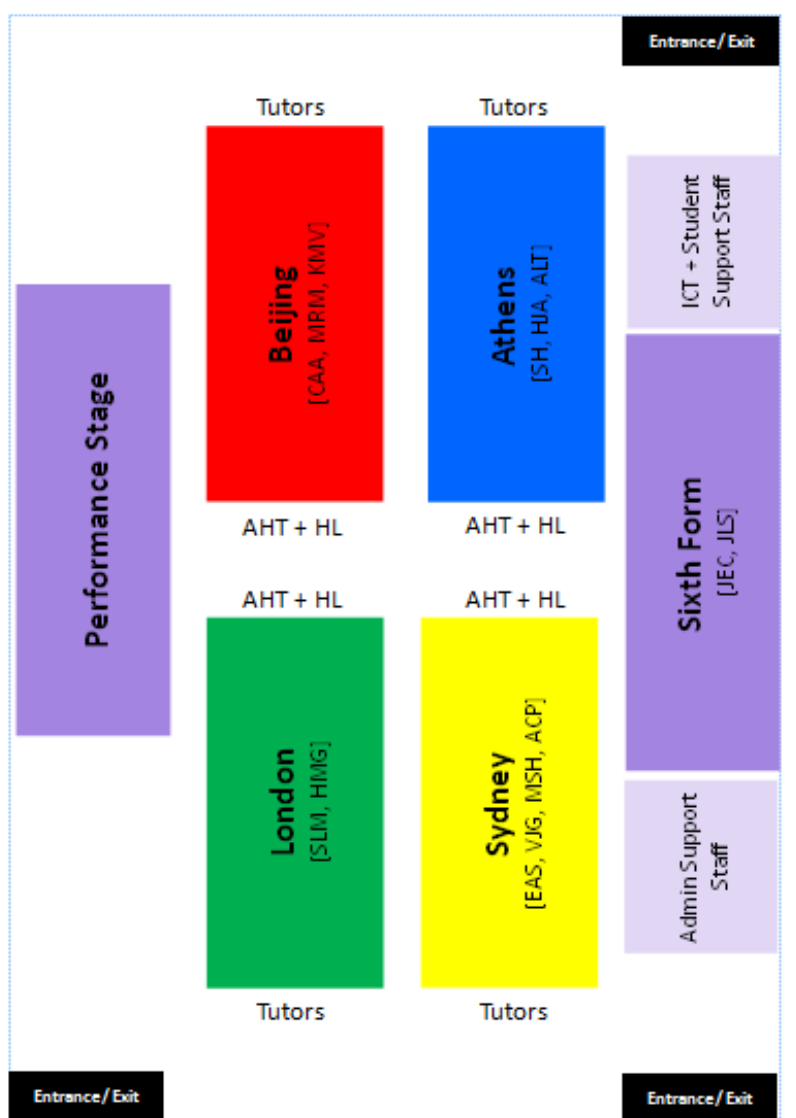 Entrance/ Exit
Tutors
Tutors
Beijing
[CAA, MRM, KMV]
Athens
[SH, HJA, ALT]
ICT + Student
Support Staff
Performance Stage
AHT + HL
AHT + HL
Sixth Form
[JEC, JLS]
AHT + HL
AHT + HL
London
[SLM, HMG]
Sydney
[EAS, VJG, MSH, ACP]
Admin Support
Staff
Tutors
Tutors
Entrance/ Exit
Entrance/ Exit